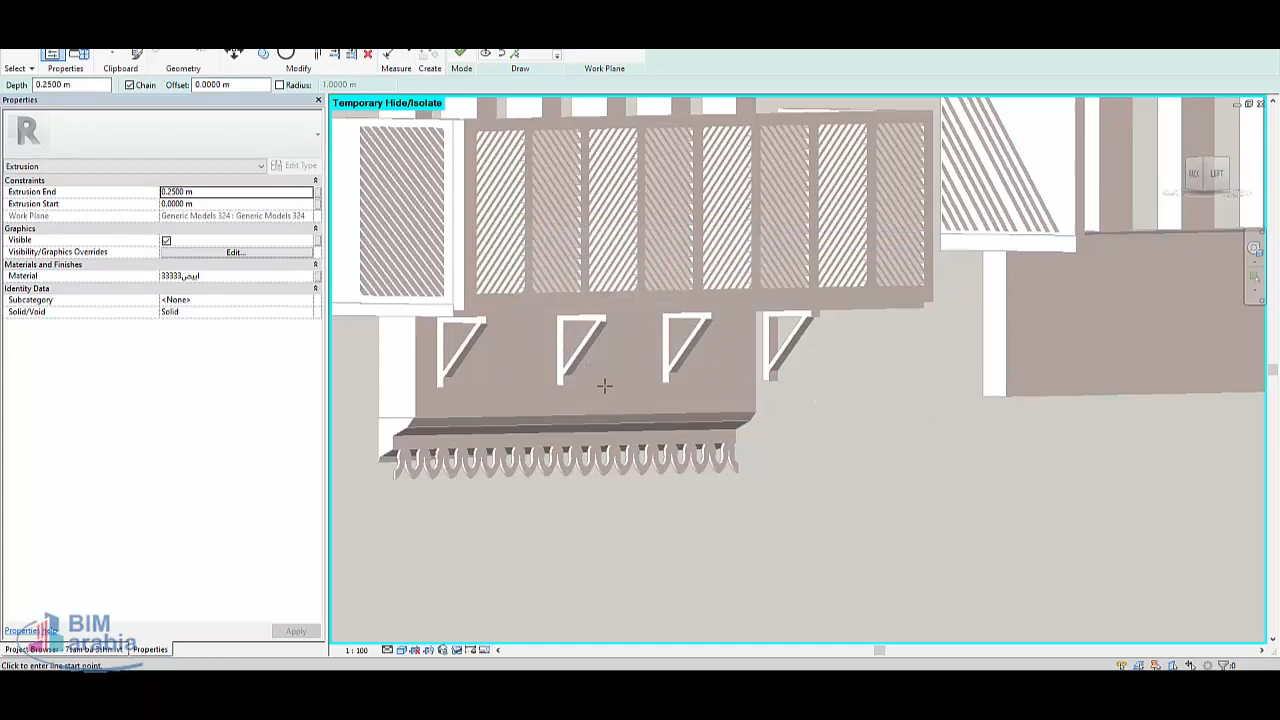 Select Properties Clipboard Geometry Modify Measure Create Mode Draw Work Plane
Depth 0.2500 m Chain Offset: 0.0000 m Radius: 1.0000 m
Properties
Temporary Hide/Isolate
R
Extrusion Edit Type
Constraints
Extrusion End 0.2500 m
Extrusion Start 0.0000 m
Work Plane Generic Models 324 : Generic Models 324
Graphics
Visible
Visibility/Graphics Overrides Edit...
Materials and Finishes
Material ابيض33333
Identity Data
Subcategory <None>
Solid/Void Solid
LEFT
BIM
arabia
Properties help Apply
Project Browser - Properties
1 : 100
Click to enter line start point.
:0